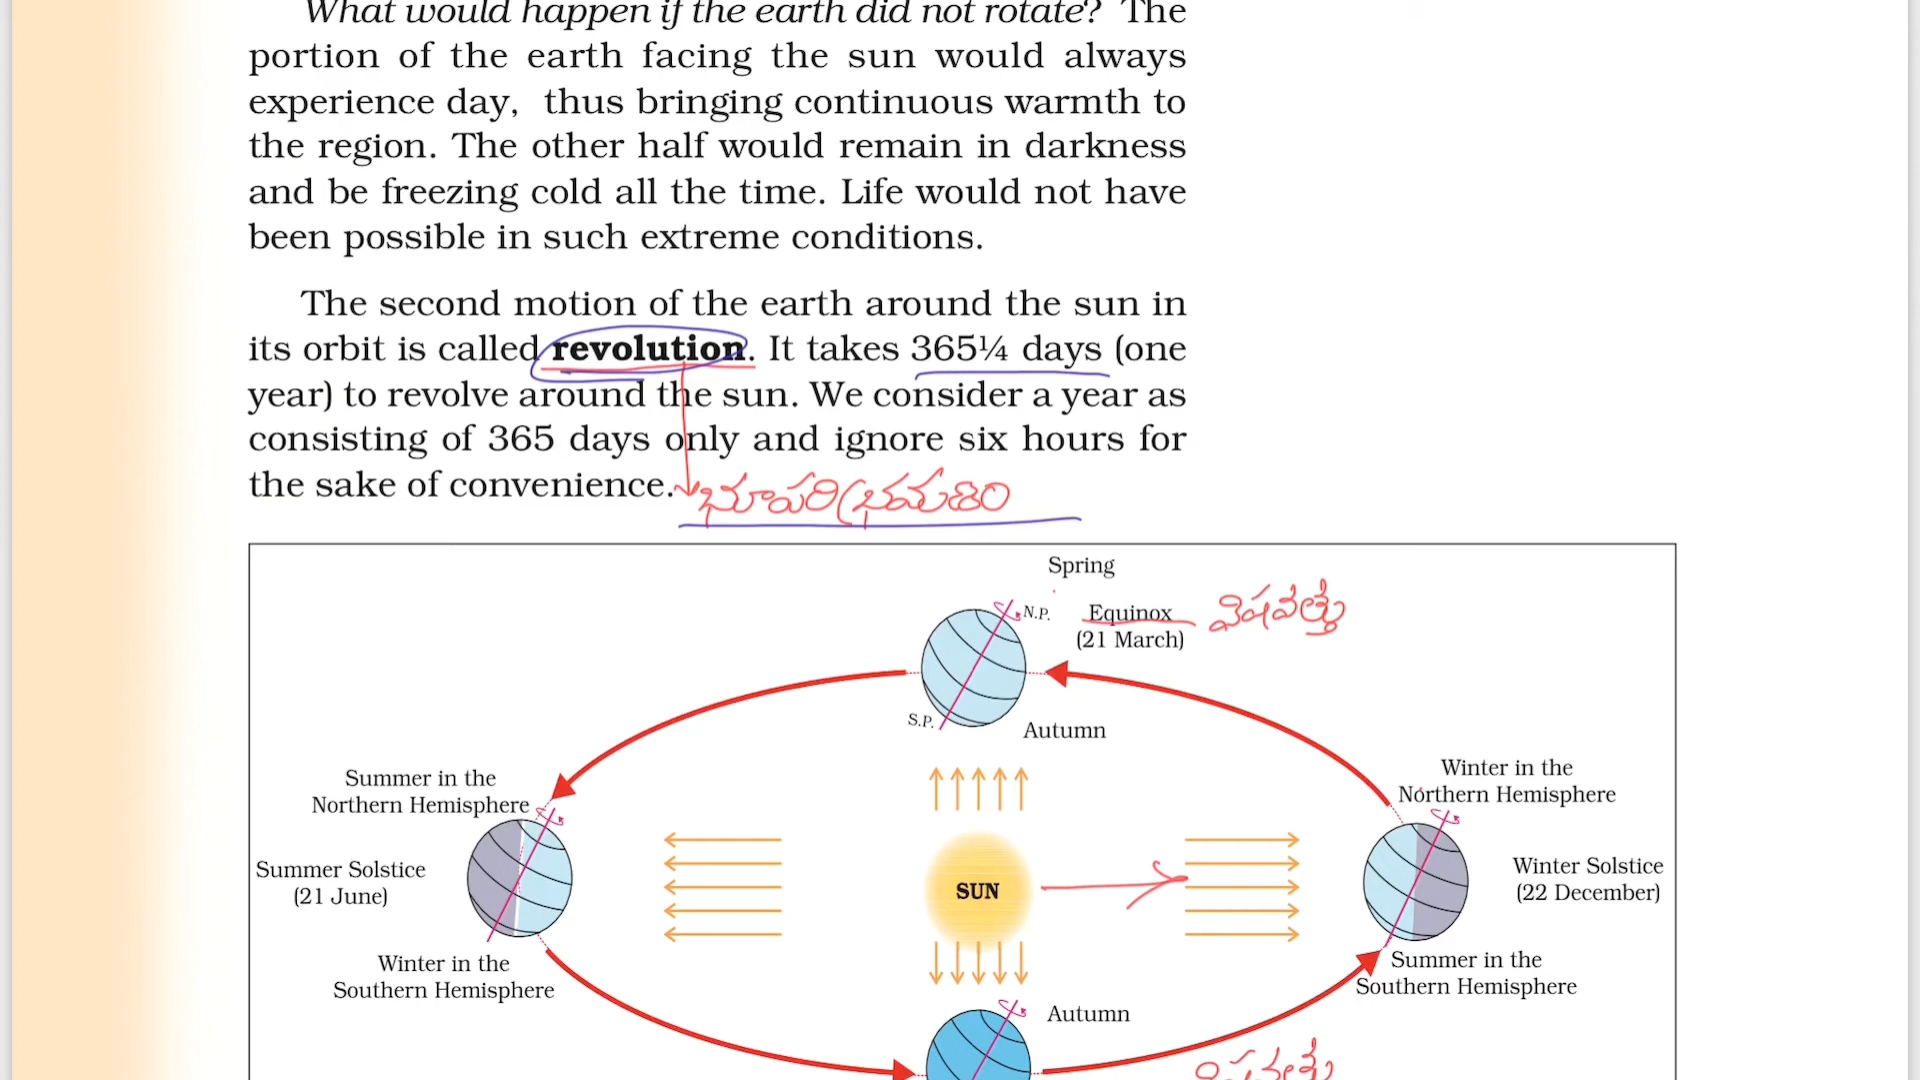 What would happen if the earth did not rotate? The
portion of the earth facing the sun would always
experience day, thus bringing continuous warmth to
the region. The other half would remain in darkness
and be freezing cold all the time. Life would not have
been possible in such extreme conditions.
The second motion of the earth around the sun in
its orbit is called revolution. It takes 365¼ days (one
year) to revolve around the sun. We consider a year as
consisting of 365 days only and ignore six hours for
the sake of convenience.
భూపరిభ్రమణం
Spring
N.P.
Equinox
(21 March)
విషవత్తు
S.P.
Autumn
Summer in the
Northern Hemisphere
Winter in the
Northern Hemisphere
Summer Solstice
(21 June)
SUN
Winter Solstice
(22 December)
Winter in the
Southern Hemisphere
Summer in the
Southern Hemisphere
Autumn
విషవత్తు